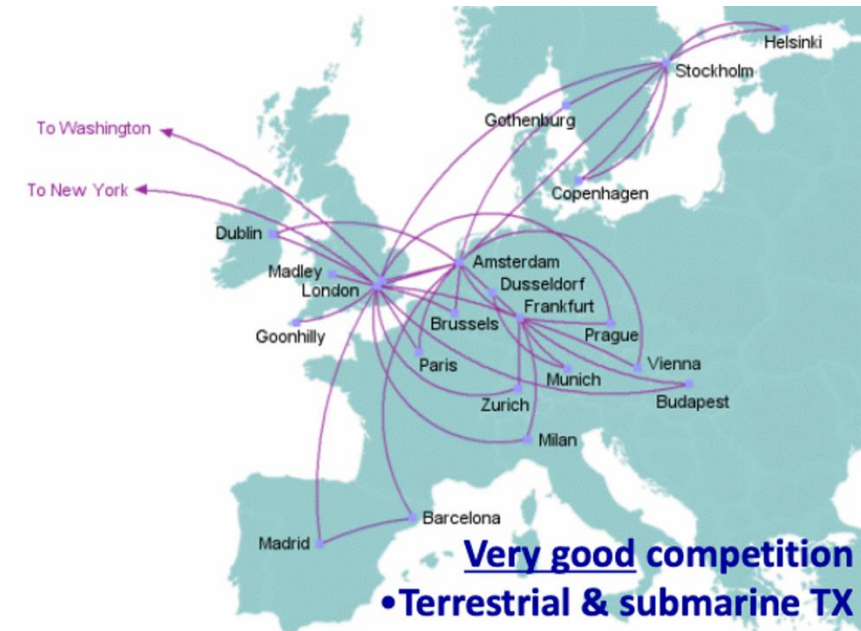 Helsinki
Stockholm
Gothenburg
To Washington
To New York
Copenhagen
Dublin
Amsterdam
Madley
London
Dusseldorf
Frankfurt
Goonhilly
Brussels
Prague
Paris
Vienna
Munich
Zurich
Budapest
Milan
Barcelona
Madrid
Very good competition
•Terrestrial & submarine TX